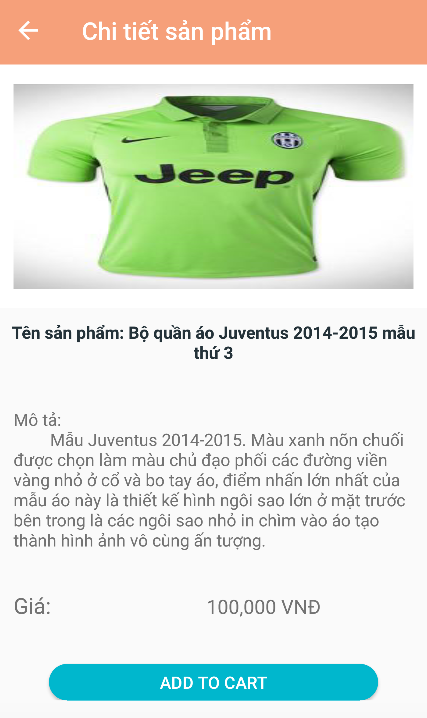 Chi tiết sản phẩm
Jeep
Tên sản phẩm: Bộ quần áo Juventus 2014-2015 mẫu
thứ 3
Mô tả:
Mẫu Juventus 2014-2015. Màu xanh nõn chuối
được chọn làm màu chủ đạo phối các đường viền
vàng nhỏ ở cổ và bo tay áo, điểm nhấn lớn nhất của
mẫu áo này là thiết kế hình ngôi sao lớn ở mặt trước
bên trong là các ngôi sao nhỏ in chìm vào áo tạo
thành hình ảnh vô cùng ấn tượng.
Giá: 100,000 VNĐ
ADD TO CART